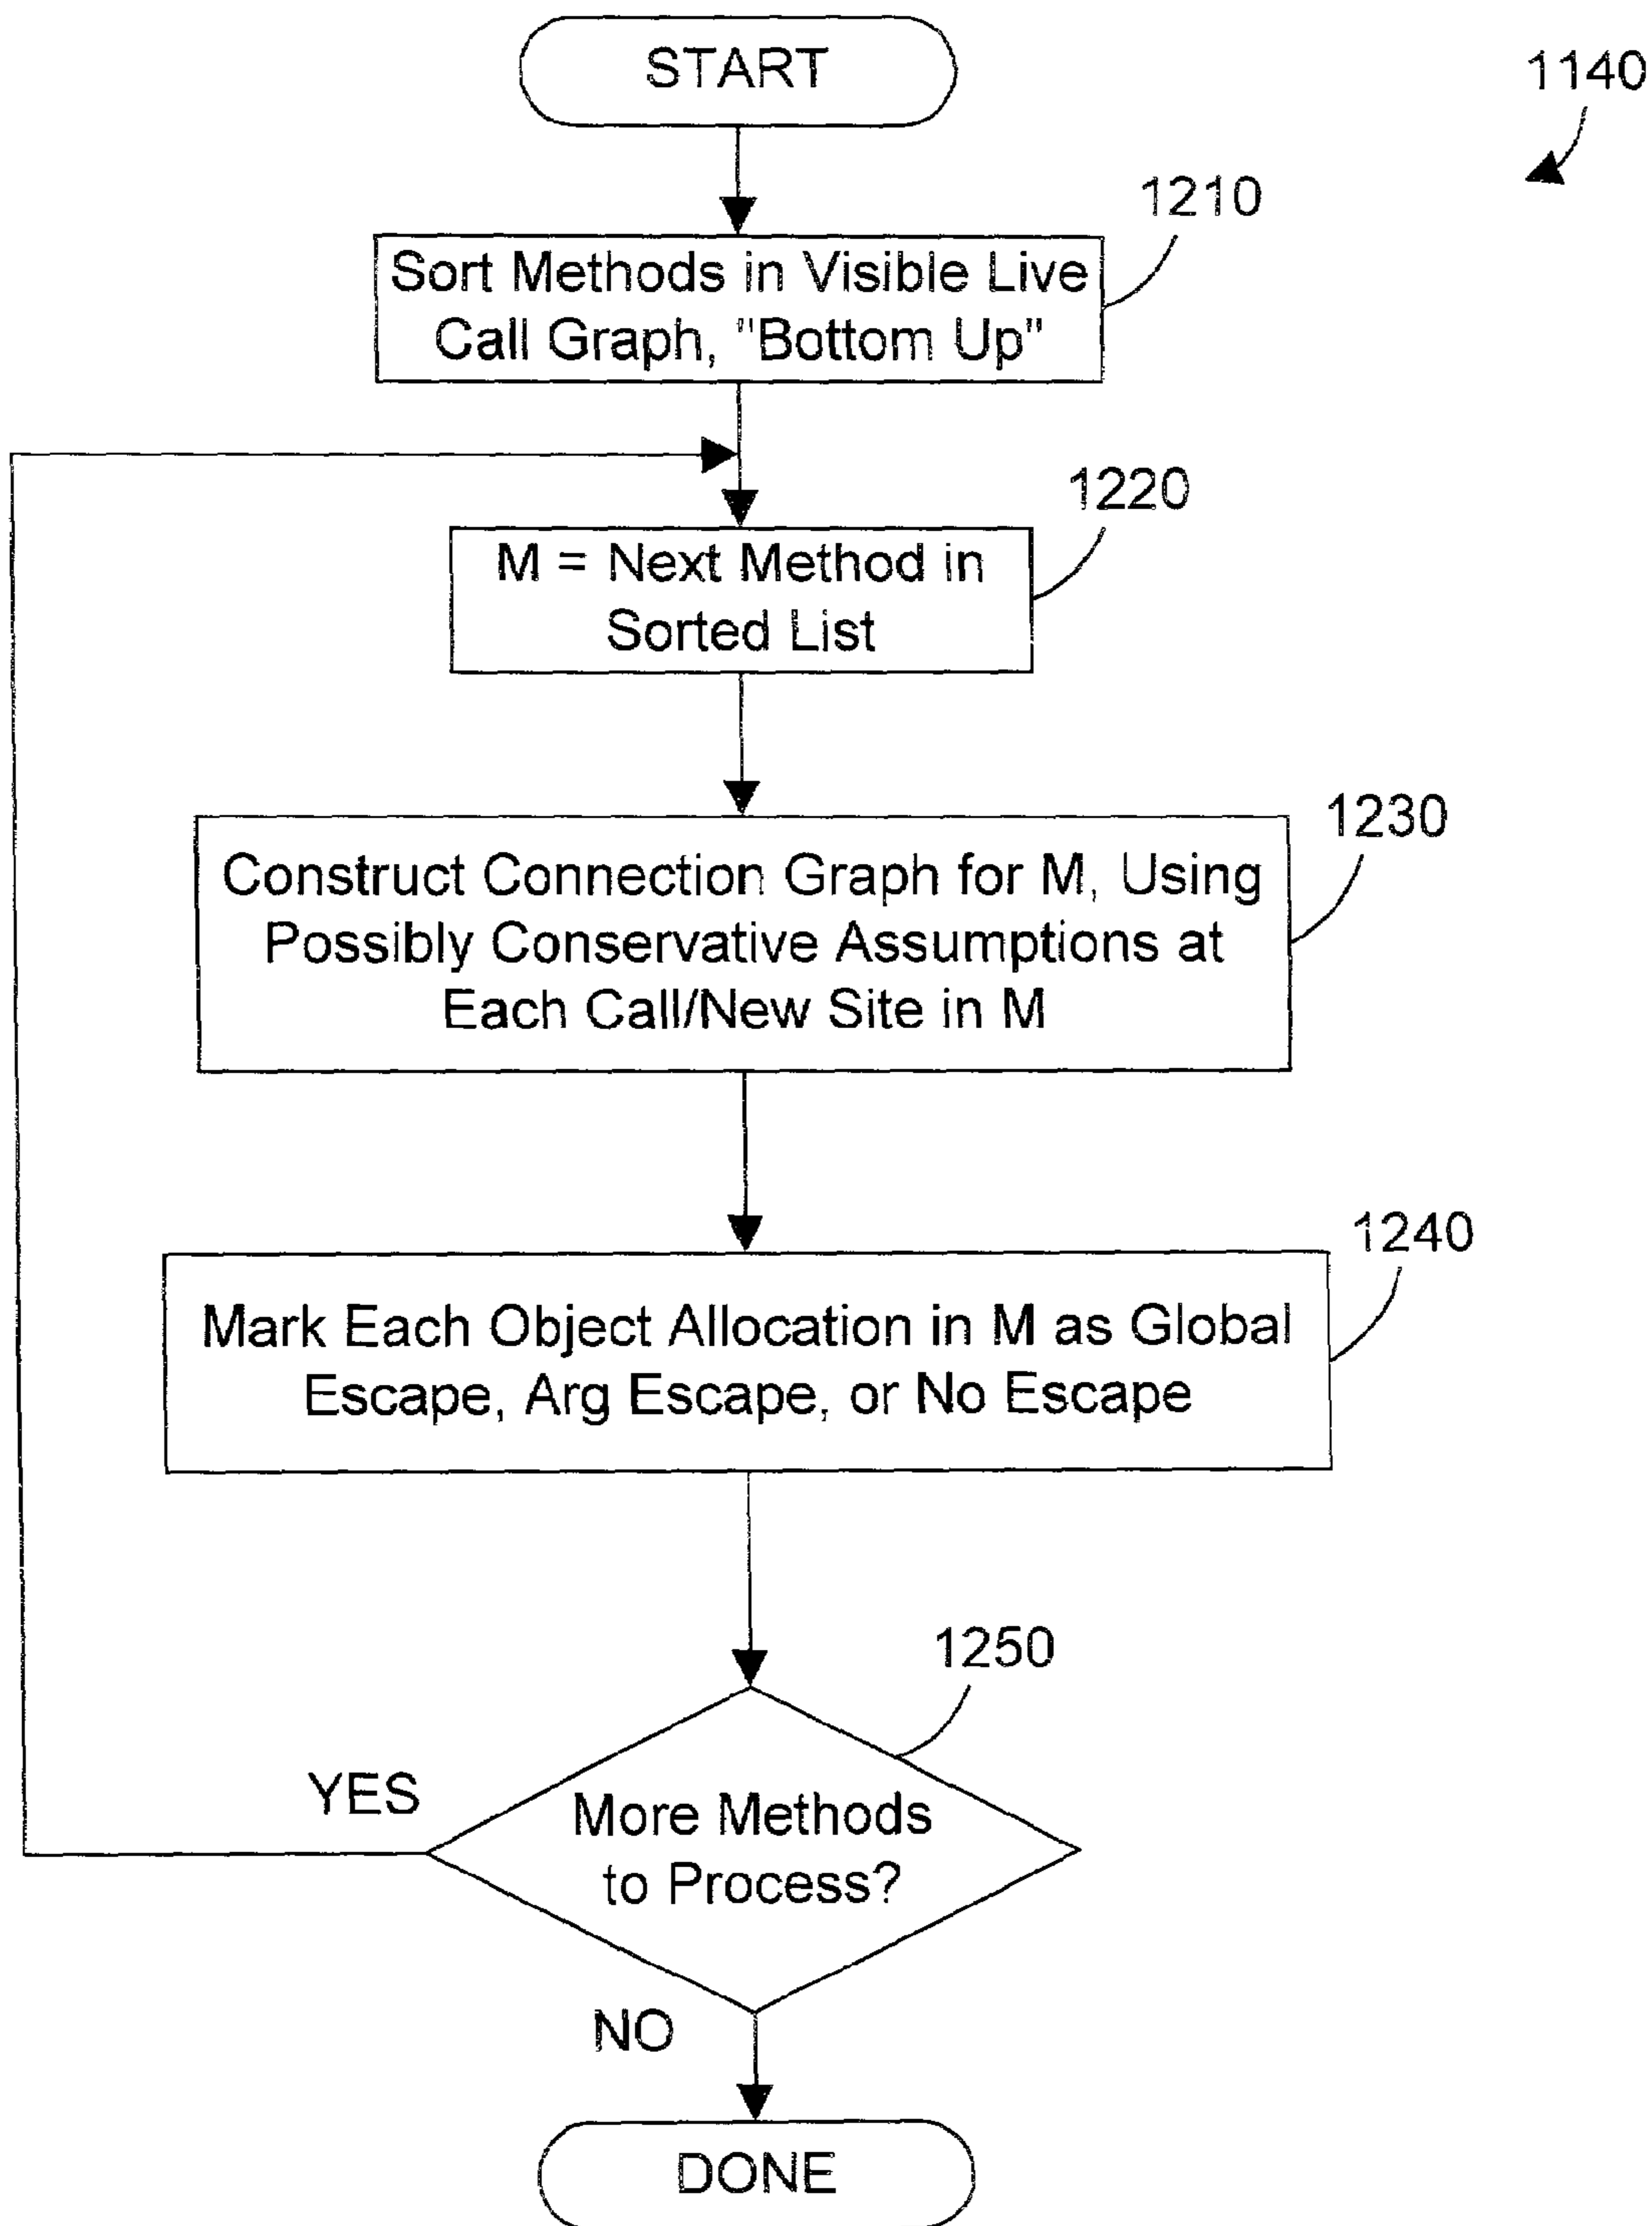 START
1140
1210
Sort Methods in Visible Live
Call Graph, "Bottom Up"
1220
M = Next Method in
Sorted List
1230
Construct Connection Graph for M, Using
Possibly Conservative Assumptions at
Each Call/New Site in M
1240
Mark Each Object Allocation in M as Global
Escape, Arg Escape, or No Escape
1250
YES
More Methods
to Process?
NO
DONE